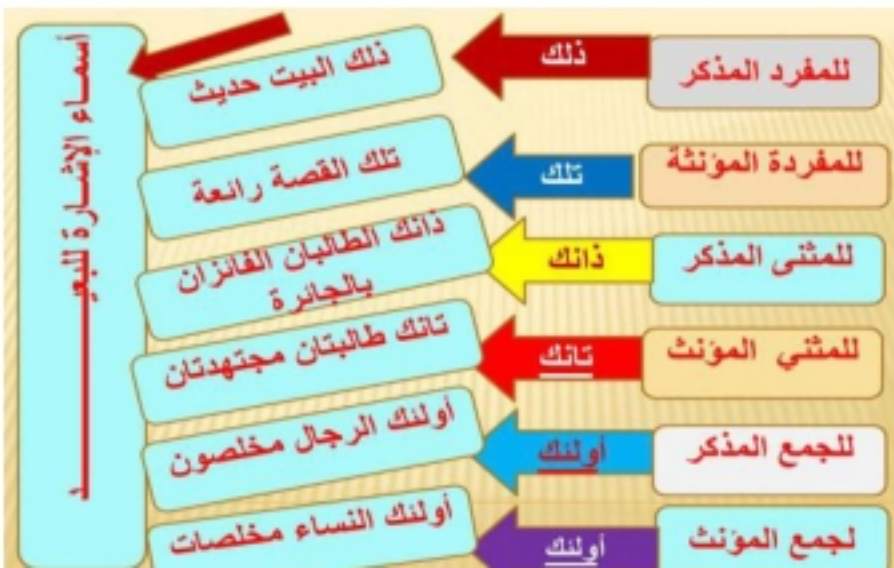 للمفرد المذكر
ذلك
ذلك البيت حديث
للمفردة المؤنثة
تلك
تلك القصة رائعة
للمثنى المذكر
ذانك
ذانك الطالبان الفائزان
بالجائزة
للمثني المؤنث
تانك
تانك طالبتان مجتهدتان
للجمع المذكر
أولئك
أولئك الرجال مخلصون
لجمع المؤنث
أولئك
أولئك النساء مخلصات
أسماء الإشارة للبعيـــــــــد